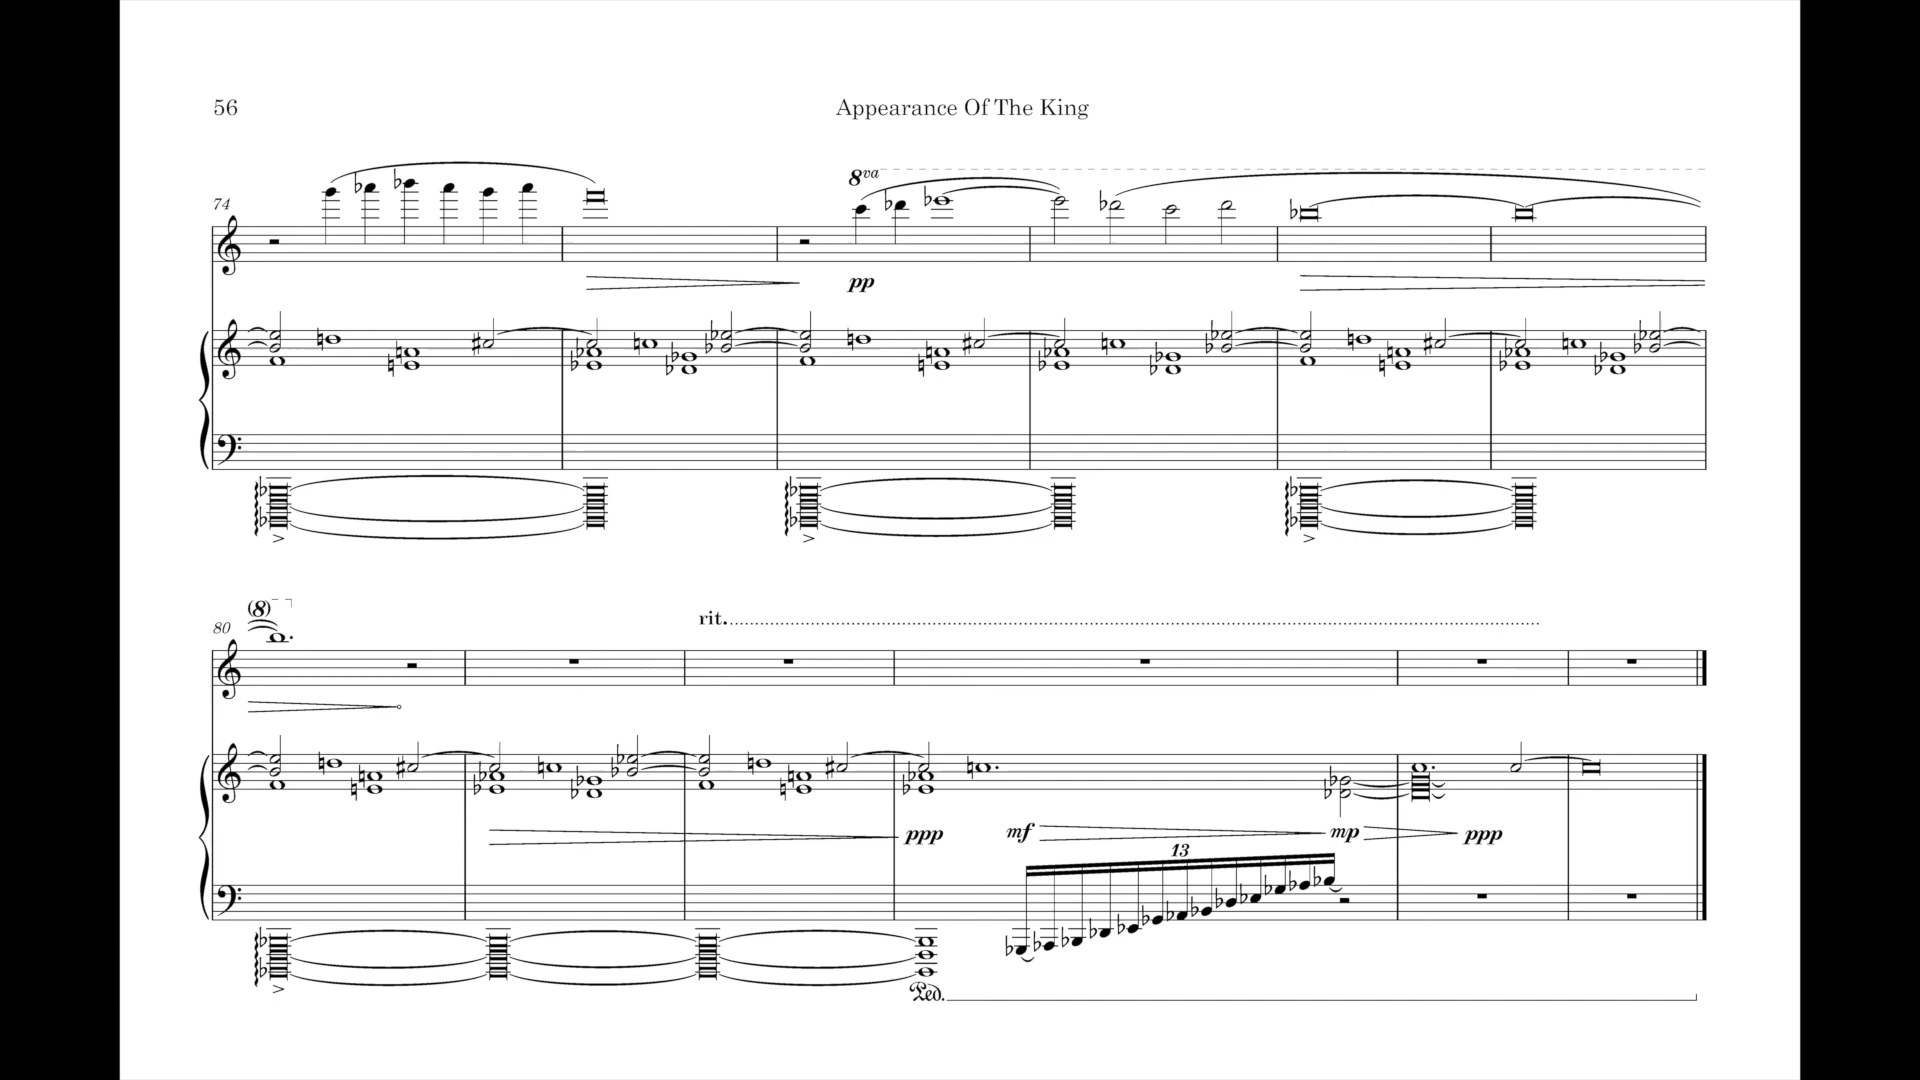 56 Appearance Of The King
8va
74
pp
(8)
80
rit.
ppp mf mp ppp
13
Ped.